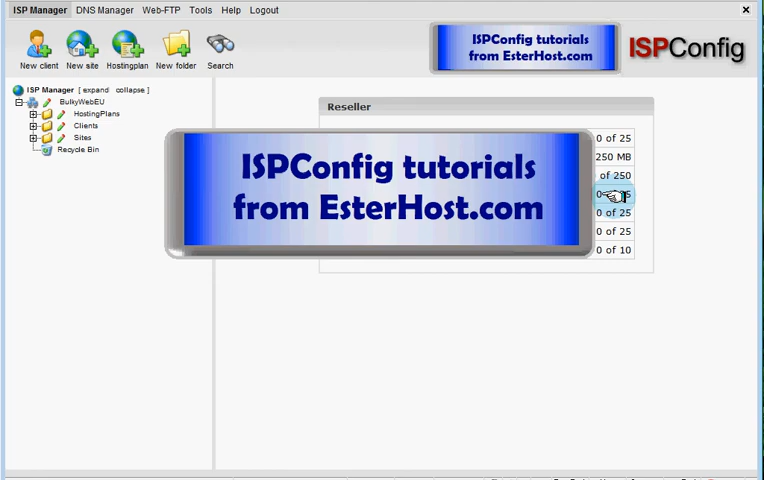 ISP Manager DNS Manager Web-FTP Tools Help Logout
ISPConfig tutorials
from EsterHost.com
ISPConfig
New client New site Hostingplan New folder Search
ISP Manager [ expand collapse ]
BulkyWebEU
HostingPlans
Clients
Sites
Recycle Bin
Reseller
0 of 25
250 MB
of 250
0 of 25
0 of 25
0 of 10
ISPConfig tutorials
from EsterHost.com